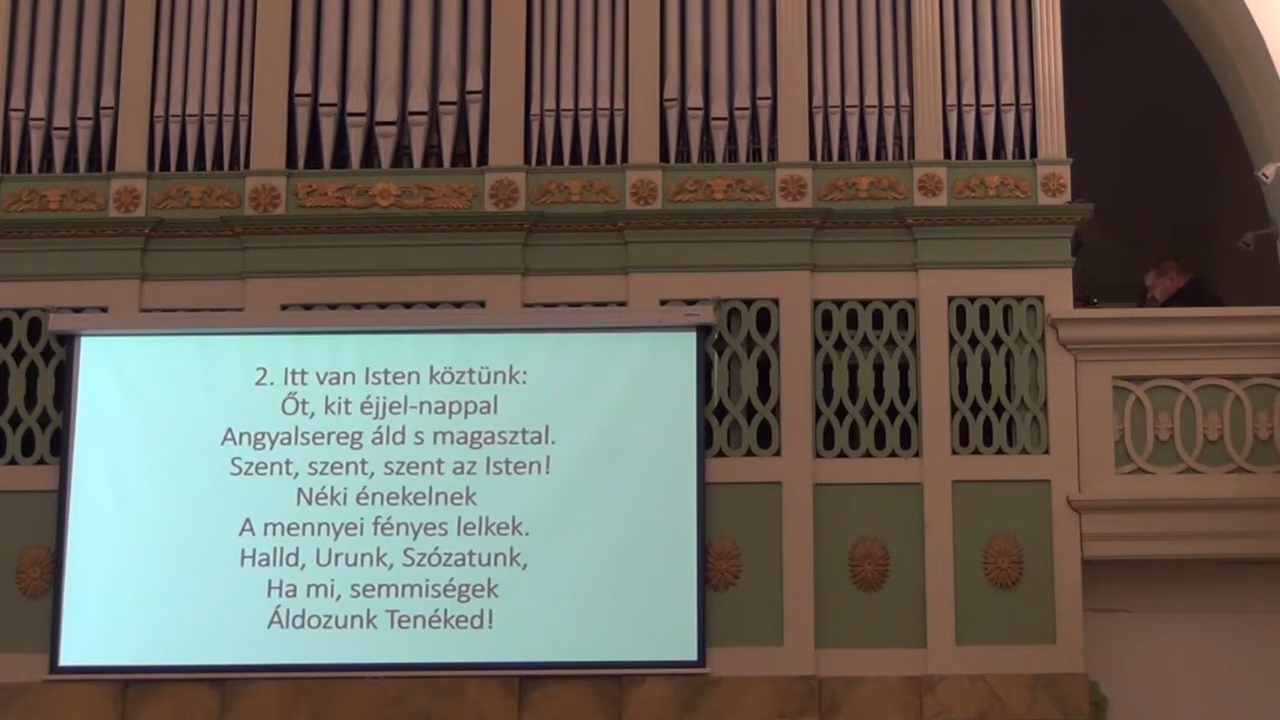 2. Itt van Isten köztünk:
Őt, kit éjjel-nappal
Angyalsereg áld s magasztal.
Szent, szent, szent az Isten!
Néki énekelnek
A mennyei fényes lelkek.
Halld, Urunk, Szózatunk,
Ha mi, semmiségek
Áldozunk Tenéked!